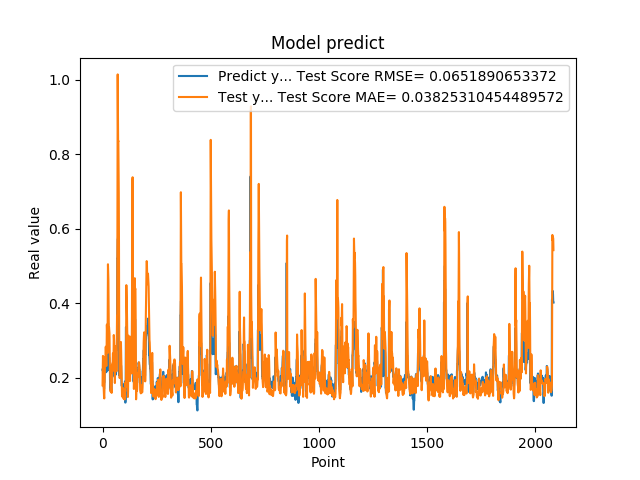 Model predict
Predict y... Test Score RMSE= 0.0651890653372
Test y... Test Score MAE= 0.03825310454489572
1.0
0.8
0.6
0.4
0.2
Real value
0
500
1000
1500
2000
Point